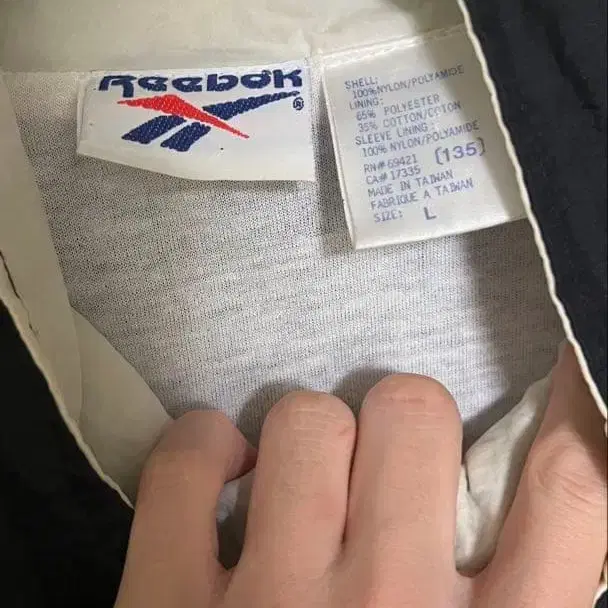 Reebok ®
SHELL:
100% NYLON/POLYAMIDE
LINING:
65% POLYESTER
35% COTTON/COTON
SLEEVE LINING:
100% NYLON/POLYAMIDE
RN# 69421 (135)
CA# 17335
MADE IN TAIWAN
FABRIQUE A TAIWAN
SIZE: L